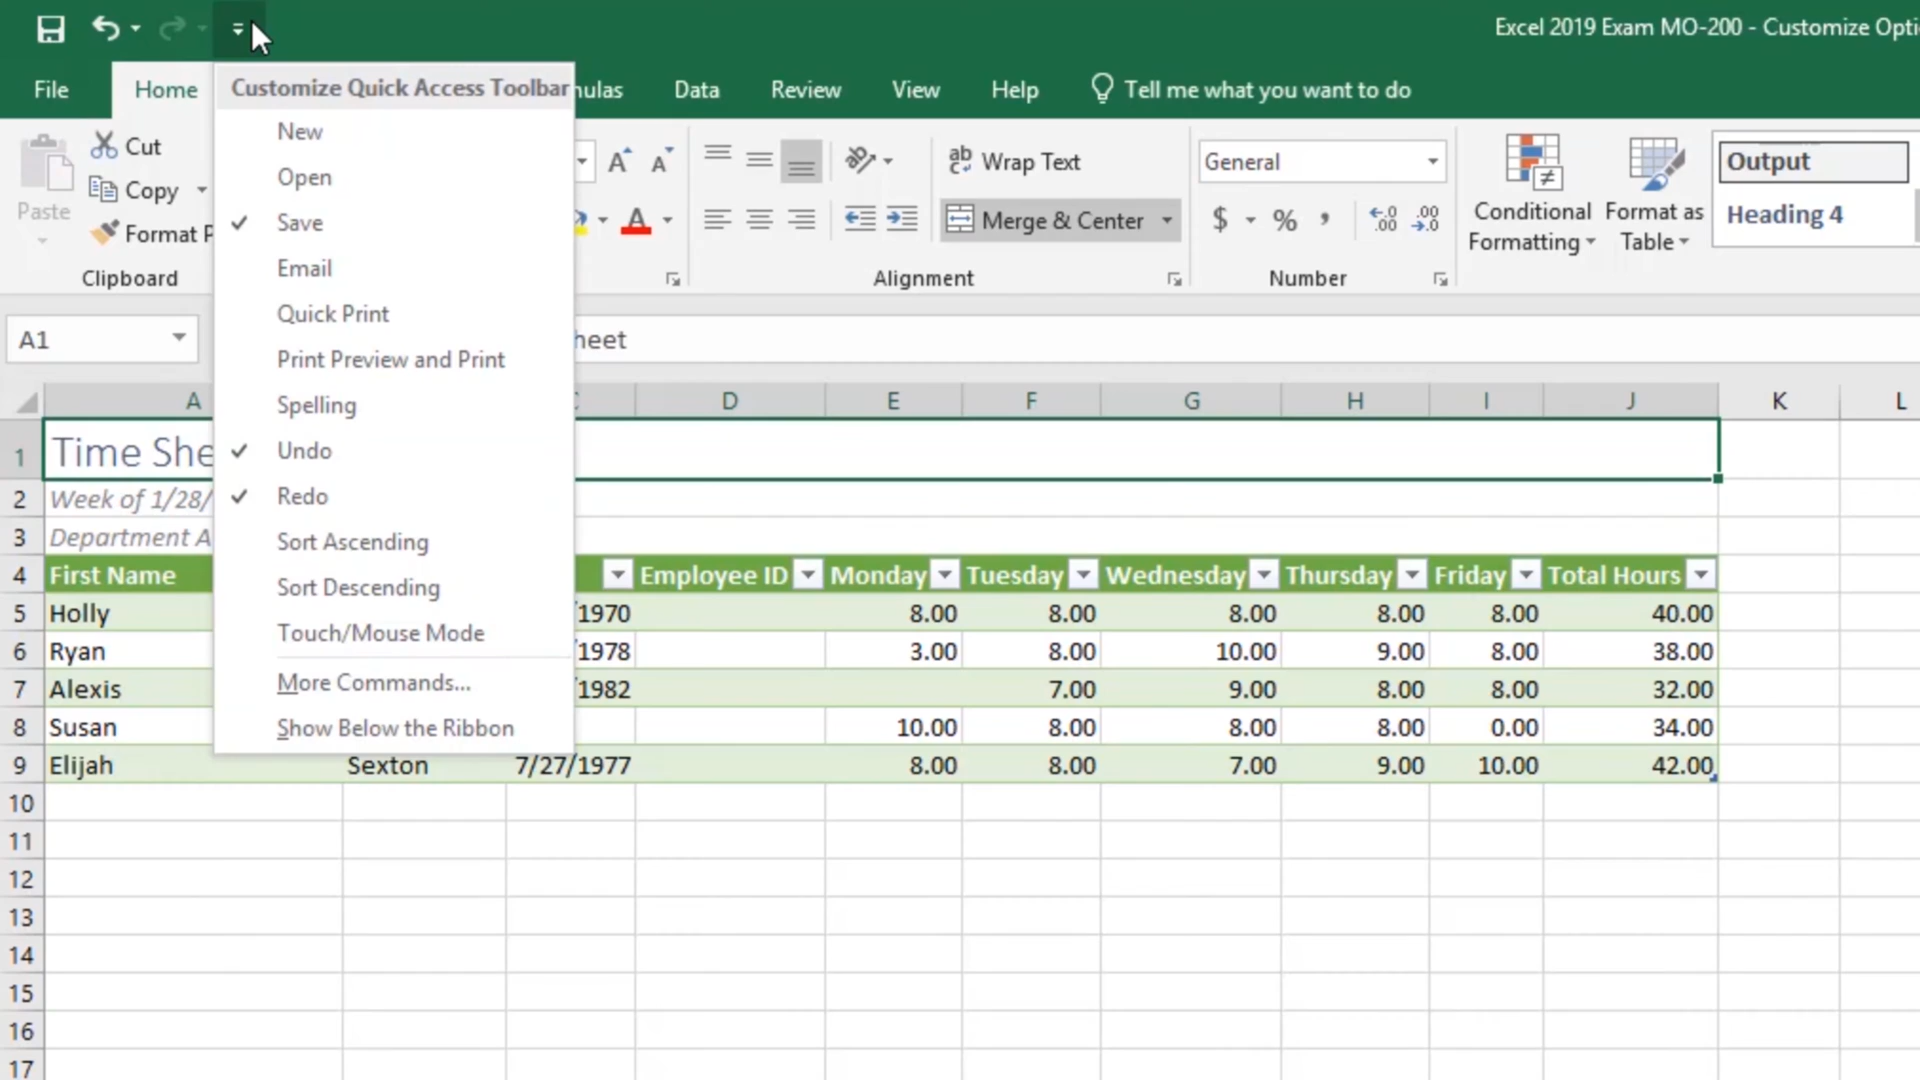 Excel 2019 Exam MO-200 - Customize Opti
File Home mulas Data Review View Help Tell me what you want to do
Customize Quick Access Toolbar
New
Open
Save
Email
Quick Print
Print Preview and Print
Spelling
Undo
Redo
Sort Ascending
Sort Descending
Touch/Mouse Mode
More Commands...
Show Below the Ribbon
Paste
Cut
Copy
Format P
Clipboard
A A
A
ab
ab
c
Wrap Text
Merge & Center
Alignment
General
$ % , .0 .00 .00 .0
Number
Conditional
Formatting
Format as
Table
Output
Heading 4
A1
heet
A C D E F G H I J K L
1 Time She
2 Week of 1/28/
3 Department A
4 First Name Employee ID Monday Tuesday Wednesday Thursday Friday Total Hours
5 Holly /1970 8.00 8.00 8.00 8.00 8.00 40.00
6 Ryan /1978 3.00 8.00 10.00 9.00 8.00 38.00
7 Alexis /1982 7.00 9.00 8.00 8.00 32.00
8 Susan 10.00 8.00 8.00 8.00 0.00 34.00
9 Elijah Sexton 7/27/1977 8.00 8.00 7.00 9.00 10.00 42.00
10
11
12
13
14
15
16
17